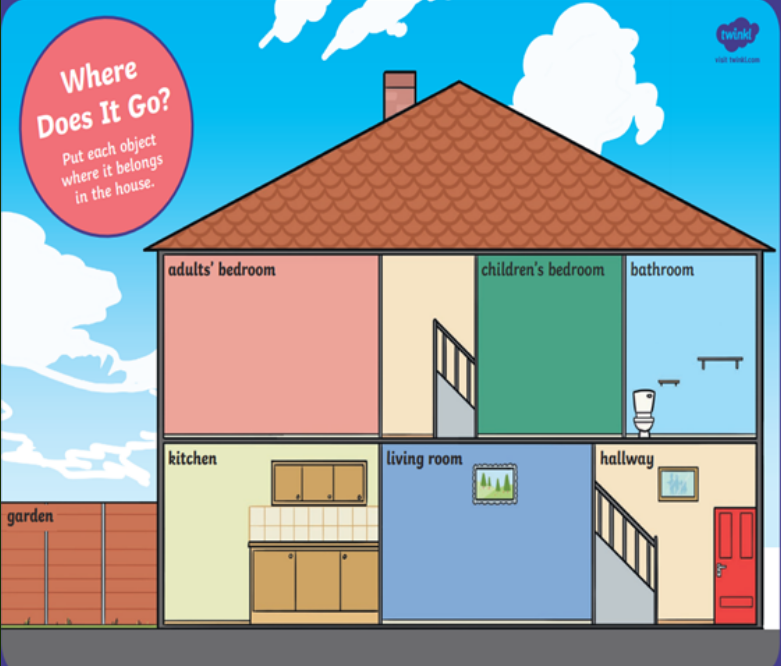 Where
Does It Go?
Put each object
where it belongs
in the house.
twinkl
visit twinkl.com
adults' bedroom
children's bedroom
bathroom
kitchen
living room
hallway
garden